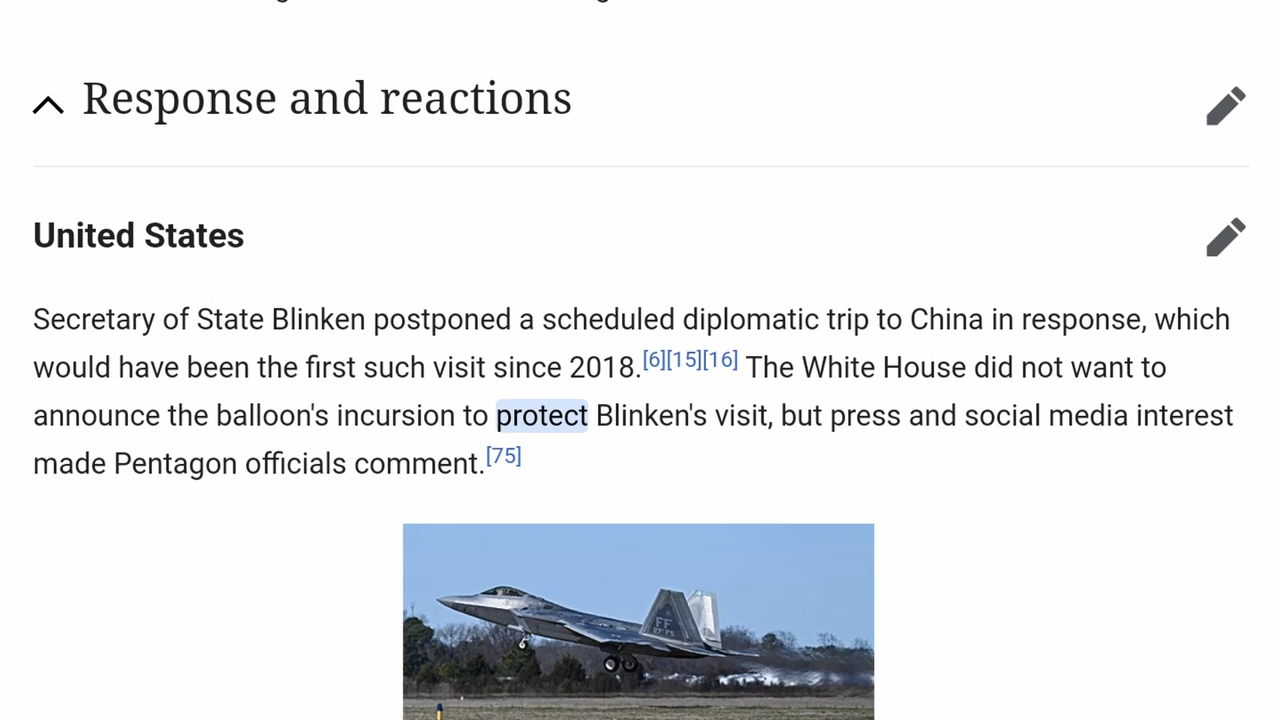 Response and reactions
United States
Secretary of State Blinken postponed a scheduled diplomatic trip to China in response, which
would have been the first such visit since 2018.[6][15][16] The White House did not want to
announce the balloon's incursion to protect Blinken's visit, but press and social media interest
made Pentagon officials comment.[75]
FF